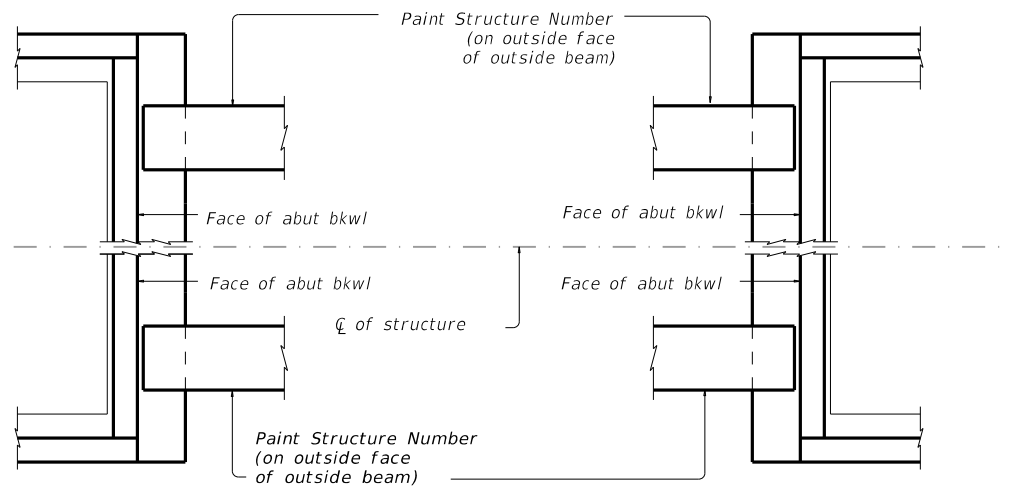 Paint Structure Number
(on outside face
of outside beam)
Face of abut bkwl
Face of abut bkwl
Face of abut bkwl
Face of abut bkwl
℄ of structure
Paint Structure Number
(on outside face
of outside beam)